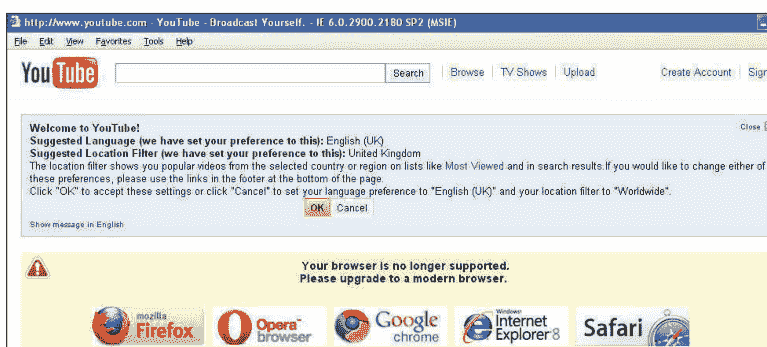 http://www.youtube.com - YouTube - Broadcast Yourself. - IE 6.0.2900.2180 SP2 (MSIE)
File Edit View Favorites Tools Help
YouTube Search Browse TV Shows Upload Create Account Sign
Welcome to YouTube! Close
Suggested Language (we have set your preference to this): English (UK)
Suggested Location Filter (we have set your preference to this): United Kingdom
The location filter shows you popular videos from the selected country or region on lists like Most Viewed and in search results.If you would like to change either of
these preferences, please use the links in the footer at the bottom of the page.
Click "OK" to accept these settings or click "Cancel" to set your language preference to "English (UK)" and your location filter to "Worldwide".
OK Cancel
Show message in English
Your browser is no longer supported.
Please upgrade to a modern browser.
mozilla Firefox Opera browser Google chrome Windows Internet Explorer 8 Safari